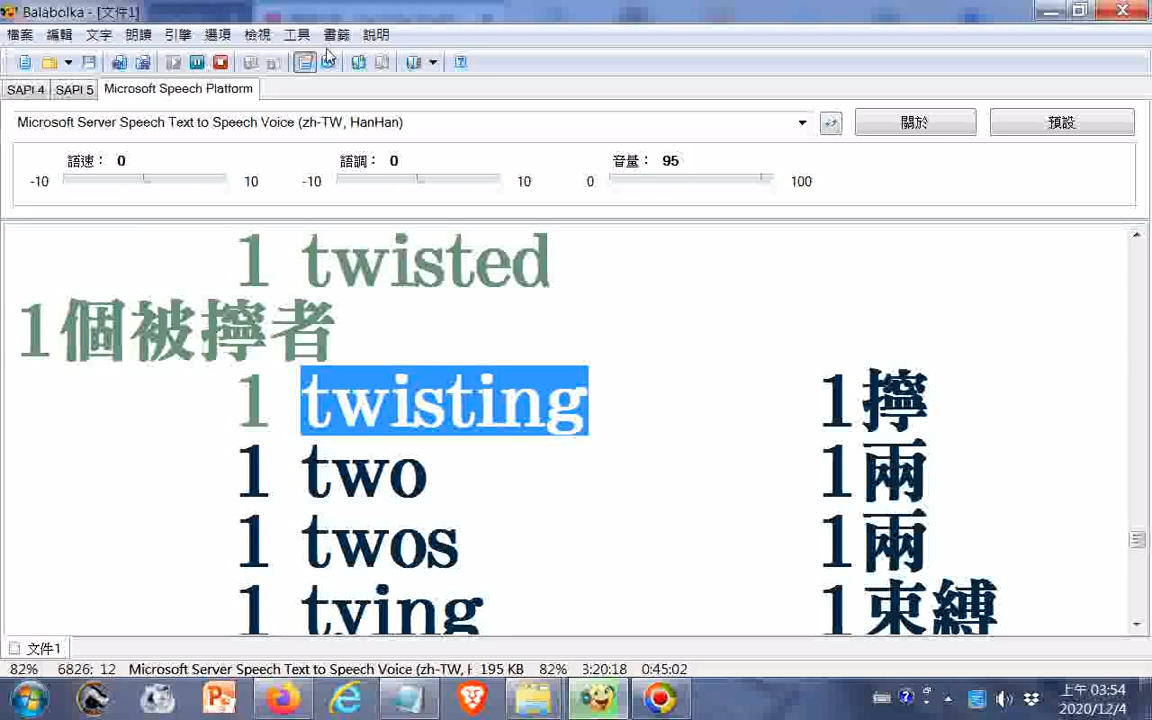 Balabolka - [文件1]
檔案 編輯 文字 朗讀 引擎 選項 檢視 工具 書籤 說明
SAPI 4 SAPI 5 Microsoft Speech Platform
Microsoft Server Speech Text to Speech Voice (zh-TW, HanHan) 關於 預設
語速： 0 語調： 0 音量： 95
-10 10 -10 10 0 100
1 twisted
1個被擰者
1 twisting 1擰
1 two 1兩
1 twos 1兩
1 tying 1束縛
文件1
82% 6826: 12 Microsoft Server Speech Text to Speech Voice (zh-TW, 195 KB 82% 3:20:18 0:45:02
上午 03:54
2020/12/4